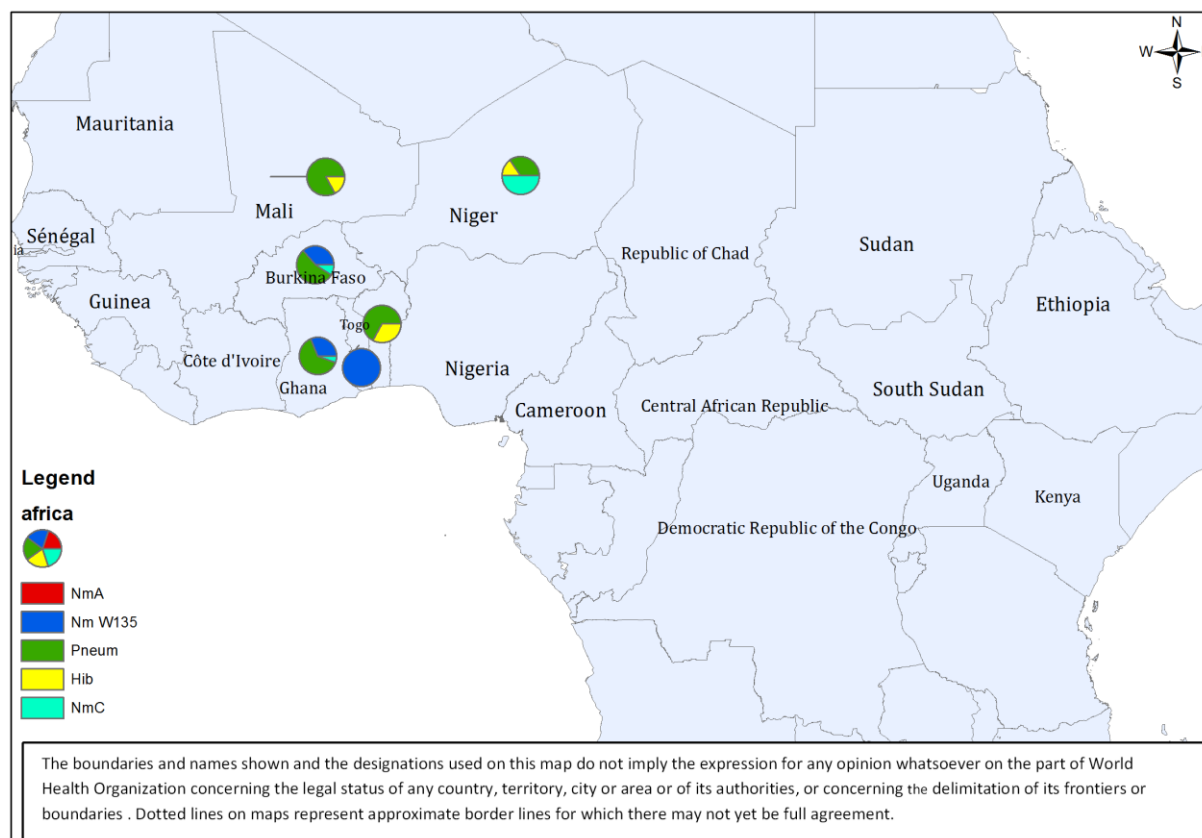 N
W
S
Mauritania
Mali
Niger
Sénégal
ia
Burkina Faso
Republic of Chad
Sudan
Guinea
Ethiopia
Togo
Côte d'Ivoire
Ghana
Nigeria
Cameroon
Central African Republic
South Sudan
Uganda
Kenya
Democratic Republic of the Congo
Legend
africa
NmA
Nm W135
Pneum
Hib
NmC
The boundaries and names shown and the designations used on this map do not imply the expression for any opinion whatsoever on the part of World
Health Organization concerning the legal status of any country, territory, city or area or of its authorities, or concerning the delimitation of its frontiers or
boundaries . Dotted lines on maps represent approximate border lines for which there may not yet be full agreement.